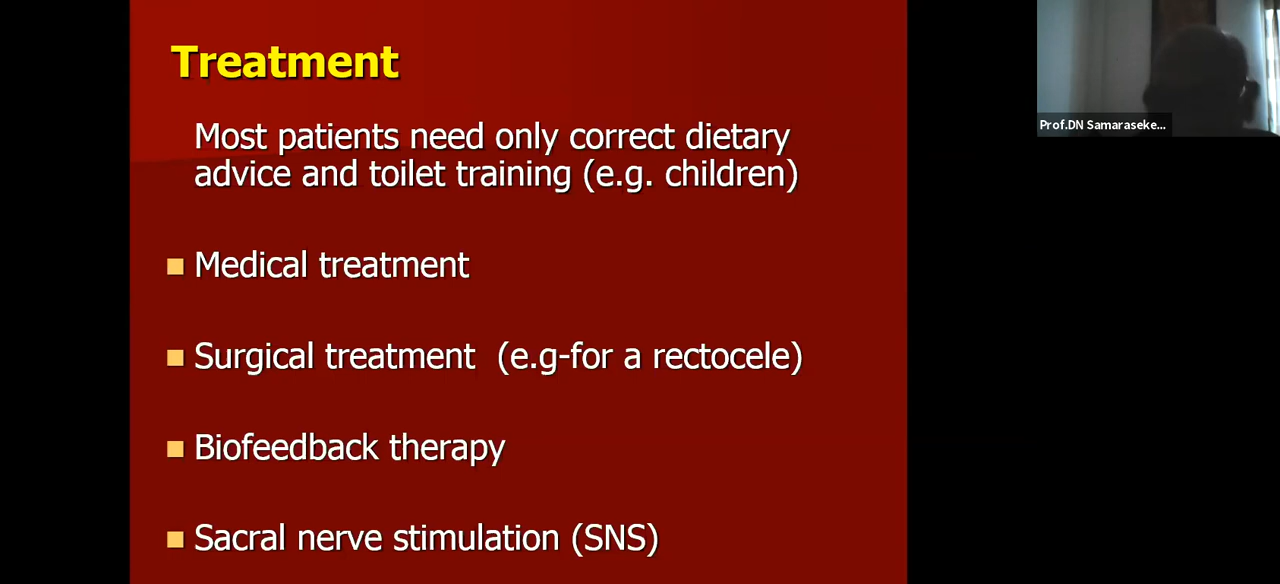 Treatment
Most patients need only correct dietary
advice and toilet training (e.g. children)
Medical treatment
Surgical treatment (e.g-for a rectocele)
Biofeedback therapy
Sacral nerve stimulation (SNS)
Prof.DN Samaraseke...